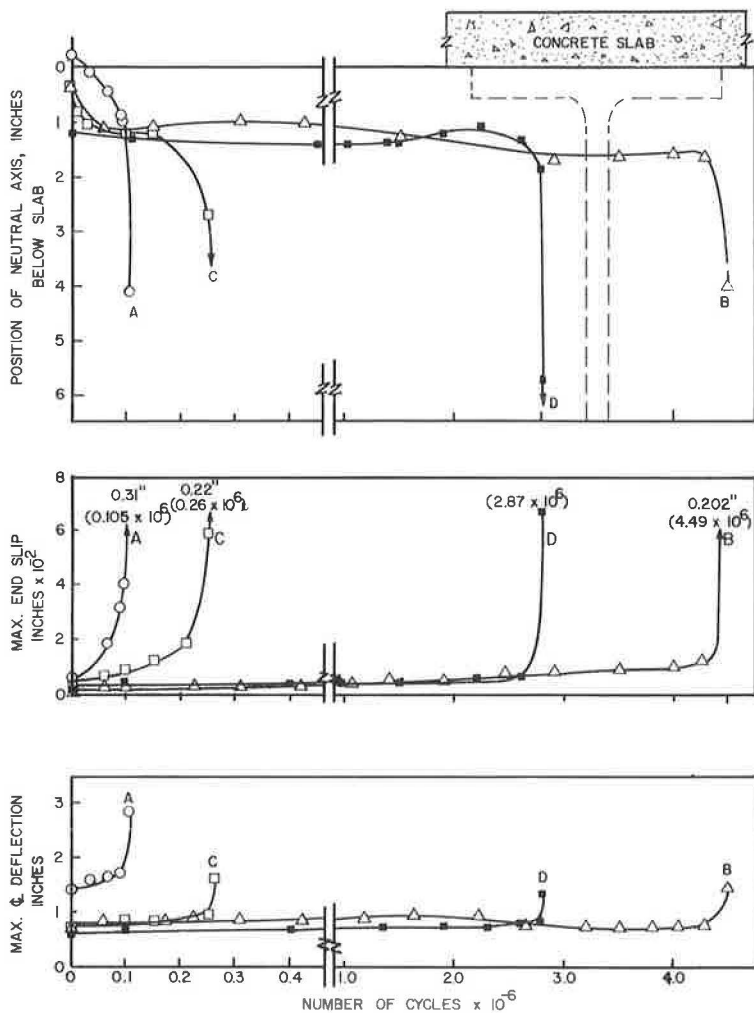 CONCRETE SLAB
POSITION OF NEUTRAL AXIS, INCHES
BELOW SLAB
0
1
2
3
4
5
6
A
C
D
B
MAX. END SLIP
INCHES x 10^2
8
6
4
2
0
0.31"
(0.105 x 10^6)
A
0.22"
(0.26 x 10^6)
C
(2.87 x 10^6)
D
0.202"
(4.49 x 10^6)
B
MAX. ℄ DEFLECTION
INCHES
3
2
1
0
A
C
D
B
0 0.1 0.2 0.3 0.4 1.0 2.0 3.0 4.0
NUMBER OF CYCLES x 10^-6